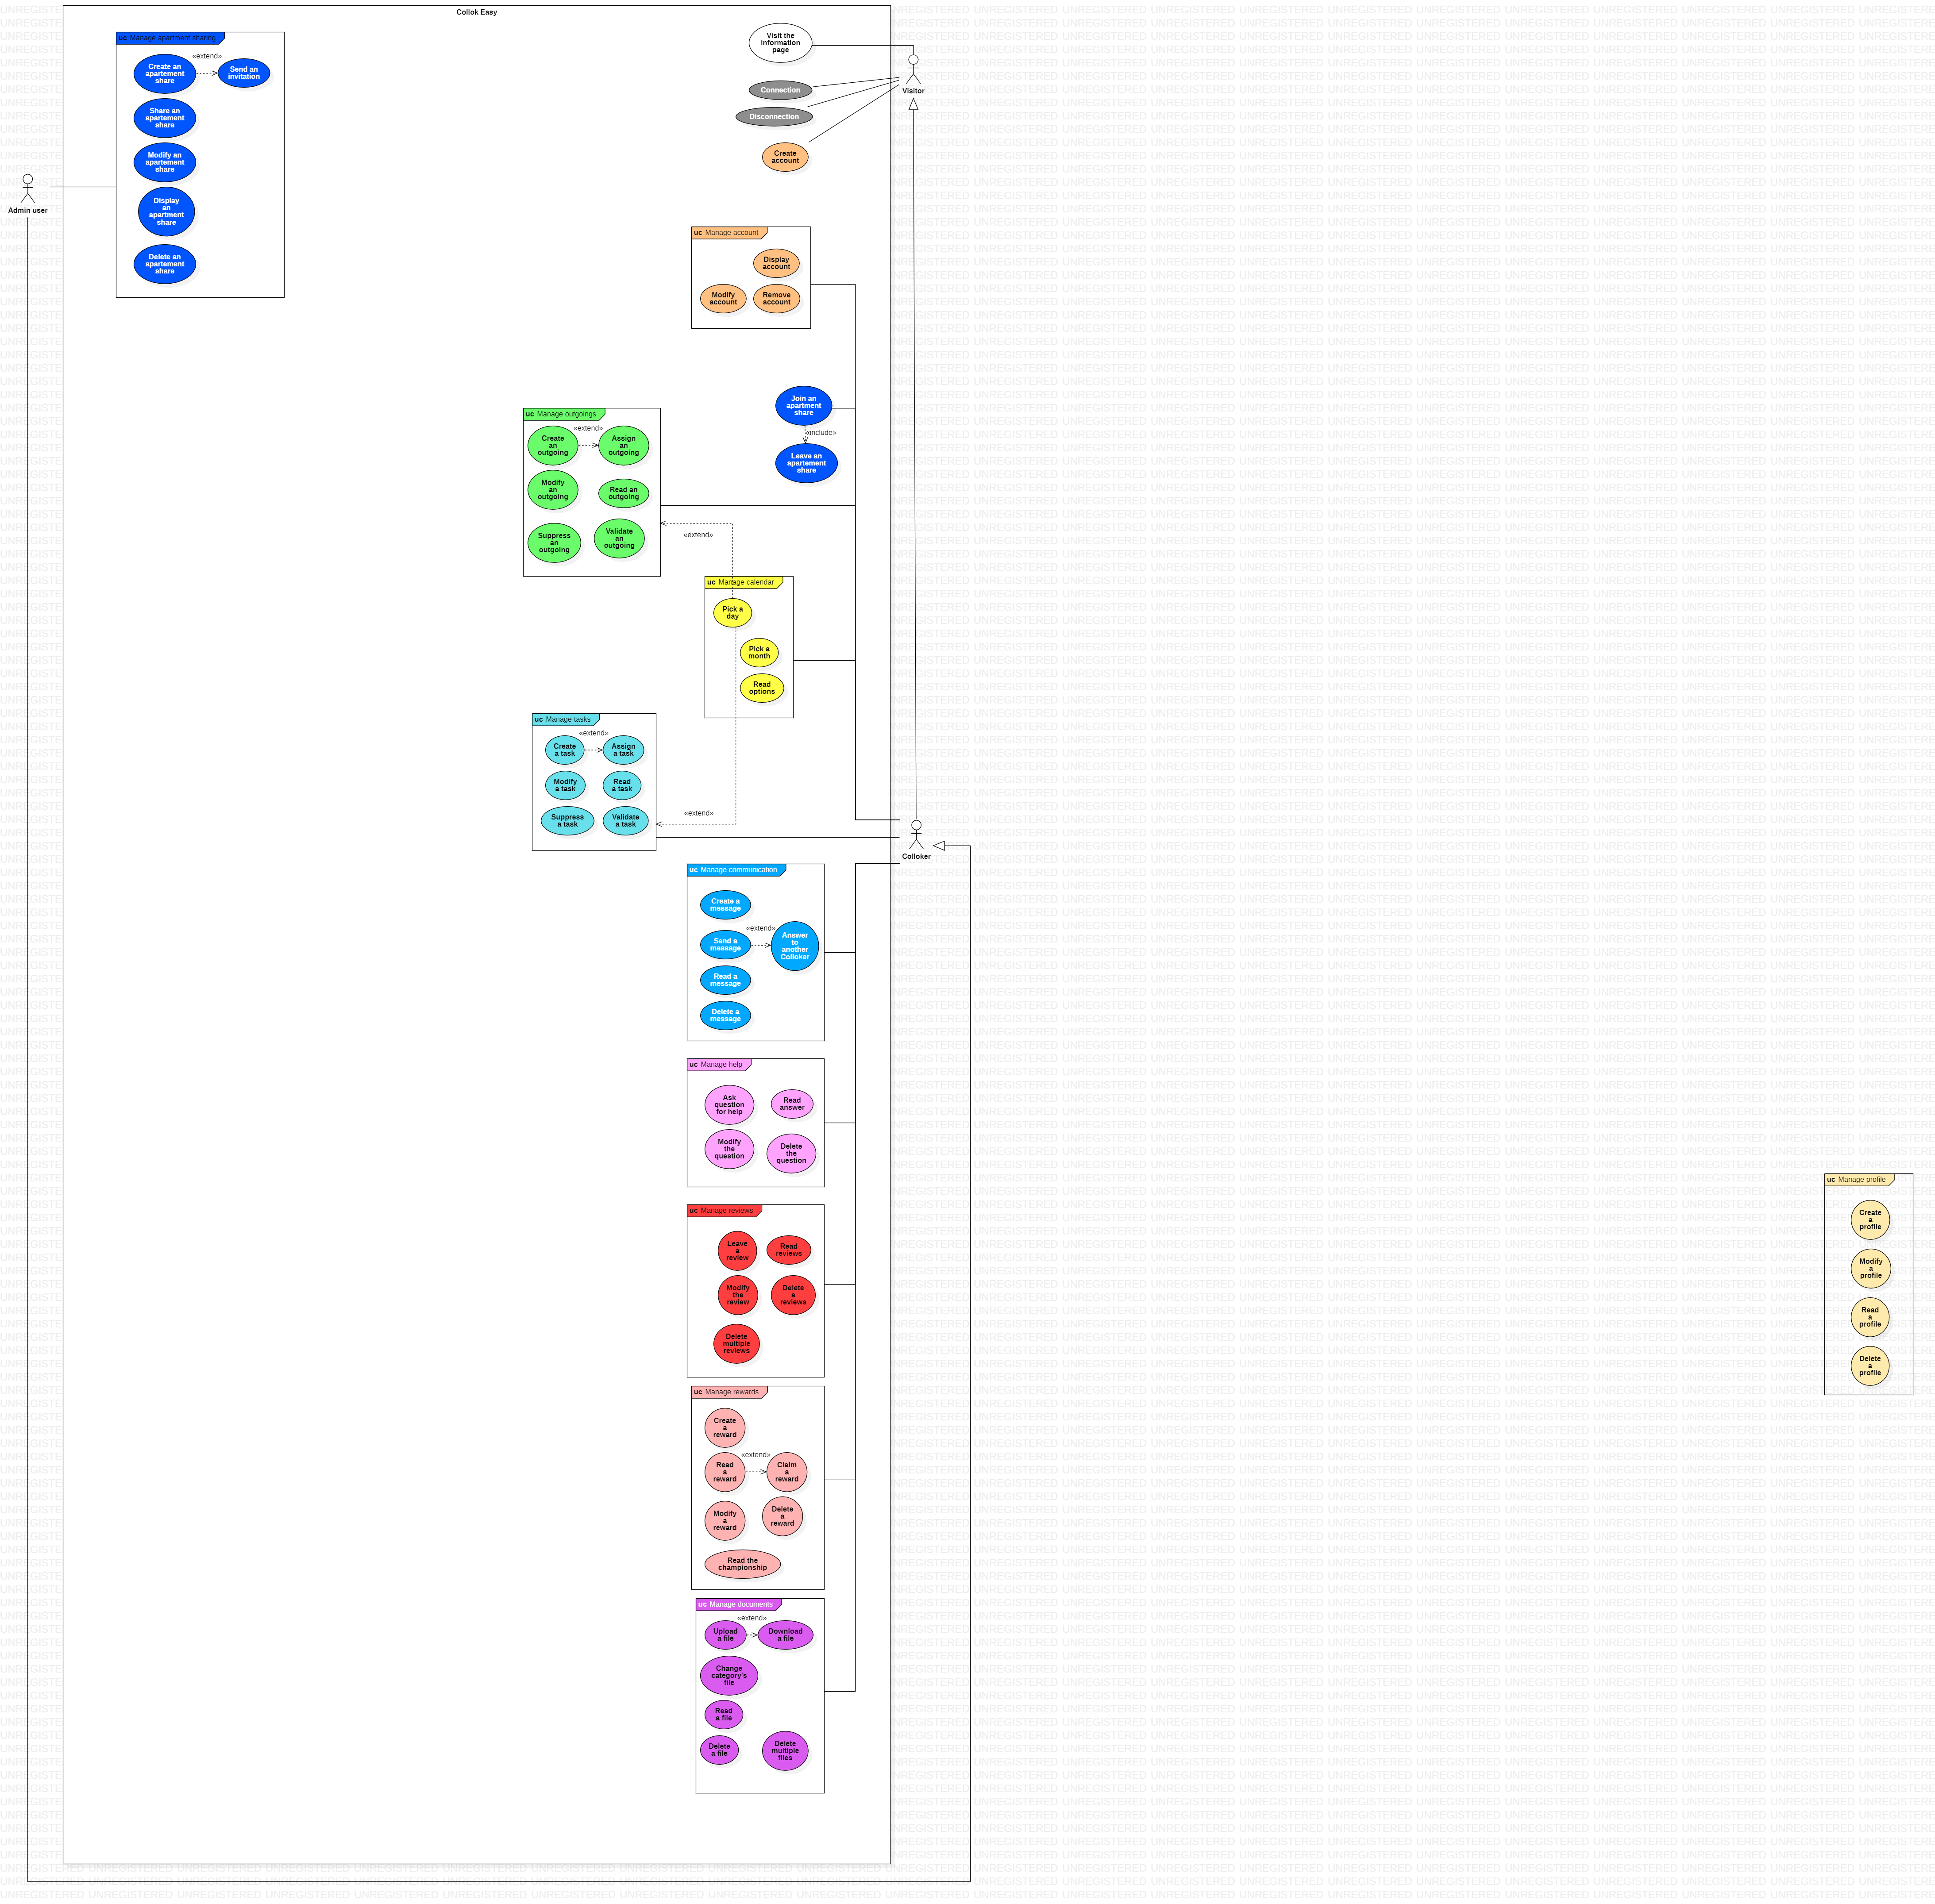 Collok Easy
uc Manage apartment sharing
«extend»
Create an
apartement
share
Send an
invitation
Share an
apartement
share
Modify an
apartement
share
Display
an
apartment
share
Delete an
apartement
share
Admin user
Visit the
information
page
Visitor
Connection
Disconnection
Create
account
uc Manage account
Display
account
Modify
account
Remove
account
Join an
apartment
share
«include»
Leave an
apartement
share
uc Manage outgoings
«extend»
Create
an
outgoing
Assign
an
outgoing
Modify
an
outgoing
Read an
outgoing
Suppress
an
outgoing
Validate
an
outgoing
«extend»
uc Manage calendar
Pick a
day
Pick a
month
Read
options
uc Manage tasks
«extend»
Create
a task
Assign
a task
Modify
a task
Read
a task
Suppress
a task
Validate
a task
«extend»
Colloker
uc Manage communication
Create a
message
«extend»
Send a
message
Answer
to
another
Colloker
Read a
message
Delete a
message
uc Manage help
Ask
question
for help
Read
answer
Modify
the
question
Delete
the
question
uc Manage reviews
Leave
a
review
Read
reviews
Modify
the
review
Delete
a
reviews
Delete
multiple
reviews
uc Manage rewards
Create
a
reward
«extend»
Read
a
reward
Claim
a
reward
Modify
a
reward
Delete
a
reward
Read the
championship
uc Manage documents
«extend»
Upload
a file
Download
a file
Change
category's
file
Read
a file
Delete
a file
Delete
multiple
files
uc Manage profile
Create
a
profile
Modify
a
profile
Read
a
profile
Delete
a
profile
UNREGISTERED